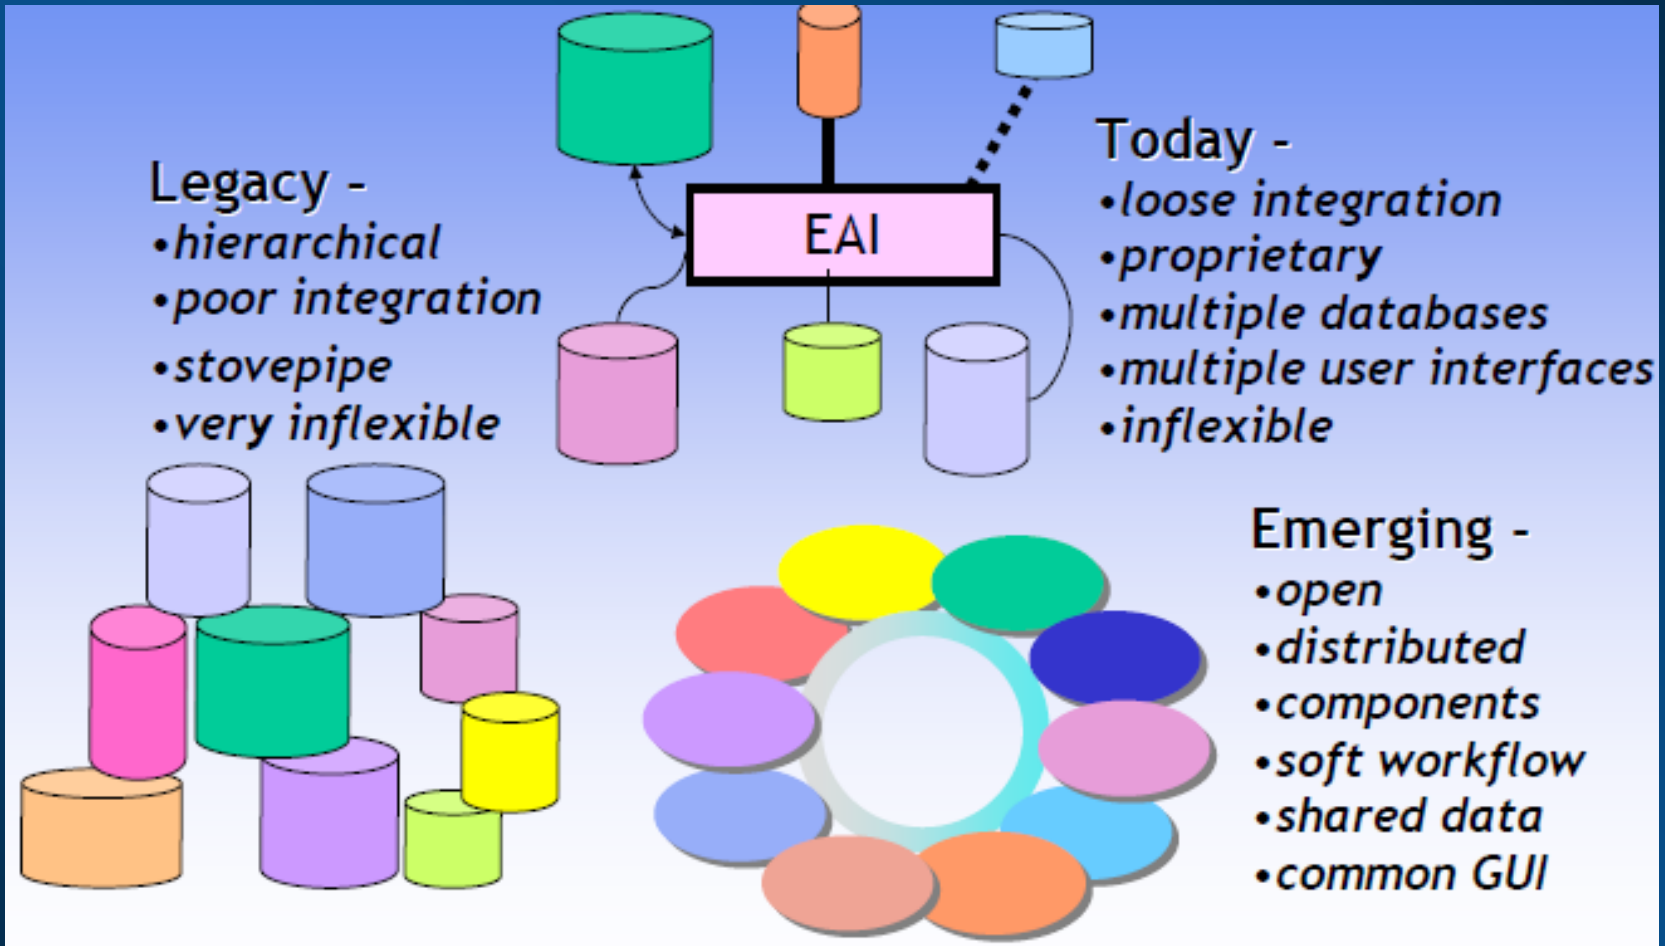 Legacy –
•hierarchical
•poor integration
•stovepipe
•very inflexible
EAI
Today –
•loose integration
•proprietary
•multiple databases
•multiple user interfaces
•inflexible
Emerging –
•open
•distributed
•components
•soft workflow
•shared data
•common GUI